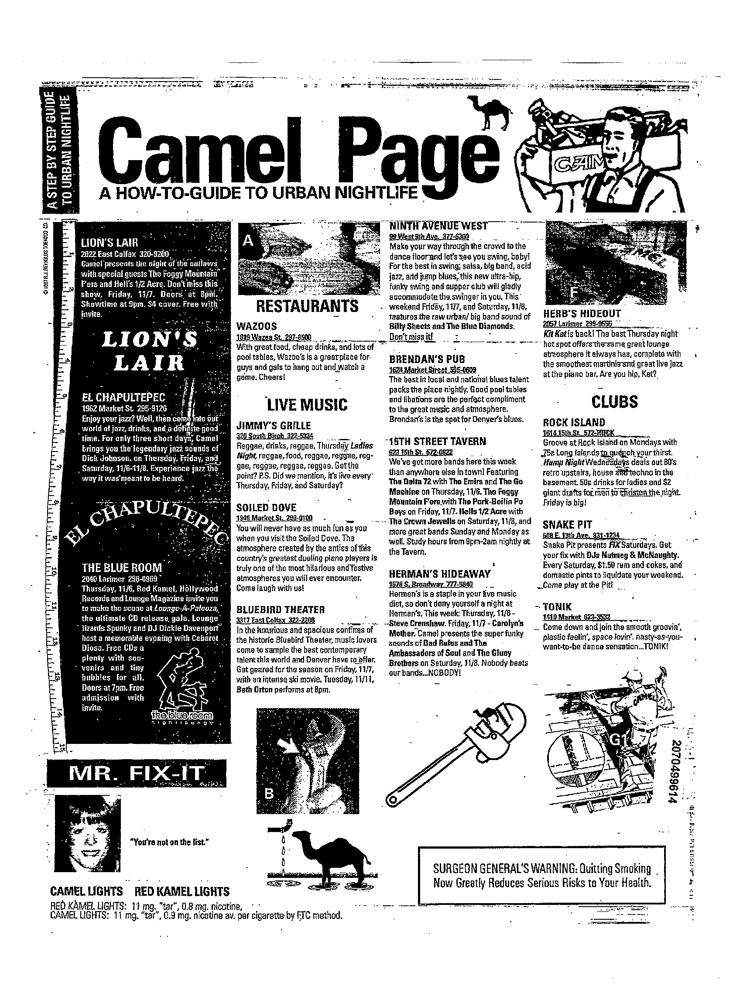 A STEP BY STEP GUIDE
TO URBAN NIGHTLIFE
Camel Page
A HOW-TO-GUIDE TO URBAN NIGHTLIFE
LION'S LAIR
2022 East Colfax 320-9200
Camel presents the night of the outlaws
with special guests The Foggy Mountain
Fuss and Hell's 1/2 Acre. Don't miss this
show, Friday, 11/7. Doors at 8pm.
Showtime at 9pm. $4 cover. Free with
invite.
LION'S
LAIR
EL CHAPULTEPEC
1962 Market St. 295-9126
Enjoy your jazz? Well, then come into our
world of jazz, drinks, and a definite good
time. For only three short days, Camel
brings you the legendary jazz sounds of
Dick Johnson, on Thursday, Friday, and
Saturday, 11/6-11/8. Experience jazz the
way it was meant to be heard.
EL CHAPULTEPEC
THE BLUE ROOM
2040 Larimer 296-6969
Thursday, 11/6, Red Kamel, Hollywood
Records and Lounge Magazine invite you
to make the scene at Lounge-A-Palooza,
the ultimate CD release gala. Lounge
Brands Spunky and DJ Dickie Davenport
host a memorable evening with Cabaret
Diosa. Free CDs a
plenty with sou-
venirs and tiny
bubbles for all.
Doors at 7pm. Free
admission with
invite.
the blue room
MR. FIX-IT
"You're not on the list."
A
RESTAURANTS
WAZOOS
1819 Wazee St. 297-8500
With great food, cheap drinks, and lots of
pool tables, Wazoo's is a great place for
guys and gals to hang out and watch a
game. Cheers!
LIVE MUSIC
JIMMY'S GRILLE
320 South Birch 322-5334
Reggae, drinks, reggae, Thursday Ladies
Night, reggae, food, reggae, reggae, reg-
gae, reggae, reggae, reggae. Get the
point? P.S. Did we mention, it's live every
Thursday, Friday, and Saturday?
SOILED DOVE
1949 Market St. 299-0100
You will never have as much fun as you
when you visit the Soiled Dove. The
atmosphere created by the antics of this
country's greatest dueling piano players is
truly one of the most hilarious and festive
atmospheres you will ever encounter.
Come laugh with us!
BLUEBIRD THEATER
3317 East Colfax 322-2308
In the luxurious and spacious confines of
the historic Bluebird Theater, music lovers
come to sample the best contemporary
talent this world and Denver have to offer.
Get geared for the season on Friday, 11/7,
with an intense ski movie. Tuesday, 11/11,
Beth Orton performs at 8pm.
B
NINTH AVENUE WEST
99 West 9th Ave.
Make your way through the crowd to the
dance floor and let's see you swing, baby!
For the best in swing, salsa, big band, acid
jazz, and jump blues, this new ultra-hip,
funky swing and supper club will gladly
accommodate the swinger in you. This
weekend Friday, 11/7, and Saturday, 11/8,
features the raw urban/ big band sound of
Billy Sheets and The Blue Diamonds.
Don't miss it!
BRENDAN'S PUB
1624 Market Street 595-0609
The best in local and national blues talent
packs the place nightly. Good pool tables
and libations are the perfect compliment
to the great music and atmosphere.
Brendan's is the spot for Denver's blues.
15TH STREET TAVERN
623 15th St. 572-0822
We've got more bands here this week
than anywhere else in town! Featuring
The Delta 72 with The Emirs and The Go
Machine on Thursday, 11/6. The Foggy
Mountain Fuss with The Pork-Boilin Po
Boys on Friday, 11/7. Hells 1/2 Acre with
The Crown Jewells on Saturday, 11/8, and
more great bands Sunday and Monday as
well. Study hours from 9pm-2am nightly at
the Tavern.
HERMAN'S HIDEAWAY
1578 S. Broadway 777-5840
Herman's is a staple in your live music
diet, so don't deny yourself a night at
Herman's. This week: Thursday, 11/6 -
Steve Crenshaw. Friday, 11/7 - Carolyn's
Mother. Camel presents the super funky
sounds of Dad Rufus and The
Ambassadors of Soul and The Gluey
Brothers on Saturday, 11/8. Nobody beats
our bands...NOBODY!
HERB'S HIDEOUT
2057 Larimer 295-9555
Kit Kat is back! The best Thursday night
hot spot offers the same great lounge
atmosphere it always has, complete with
the smoothest martinis and great live jazz
at the piano bar. Are you hip, Kat?
CLUBS
ROCK ISLAND
1614 15th St. 572-ROCK
Groove at Rock Island on Mondays with
75¢ Long Islands to quench your thirst.
Hump Night Wednesdays deals out 80's
retro upstairs, house and techno in the
basement. 50¢ drinks for ladies and $2
giant drafts for men to christen the night.
Friday is big!
SNAKE PIT
608 E. 13th Ave. 831-1234
Snake Pit presents FIX Saturdays. Get
your fix with DJs Nutmeg & McNaughty.
Every Saturday, $1.50 rum and cokes, and
domestic pints to liquidate your weekend.
Come play at the Pit!
TONIK
1110 Market 623-3532
Come down and join the smooth groovin',
plastic feelin', space lovin', nasty-as-you-
want-to-be dance sensation...TONIK!
G1
2070499614
CAMEL LIGHTS RED KAMEL LIGHTS
RED KAMEL LIGHTS: 11 mg. "tar", 0.8 mg. nicotine,
CAMEL LIGHTS: 11 mg. "tar", 0.9 mg. nicotine av. per cigarette by FTC method.
SURGEON GENERAL'S WARNING: Quitting Smoking
Now Greatly Reduces Serious Risks to Your Health.